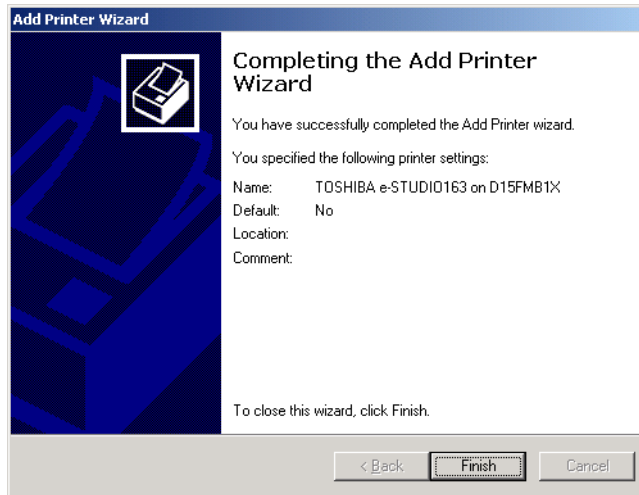 Add Printer Wizard
Completing the Add Printer
Wizard
You have successfully completed the Add Printer wizard.
You specified the following printer settings:
Name: TOSHIBA e-STUDIO163 on D15FMB1X
Default: No
Location:
Comment:
To close this wizard, click Finish.
< Back Finish Cancel